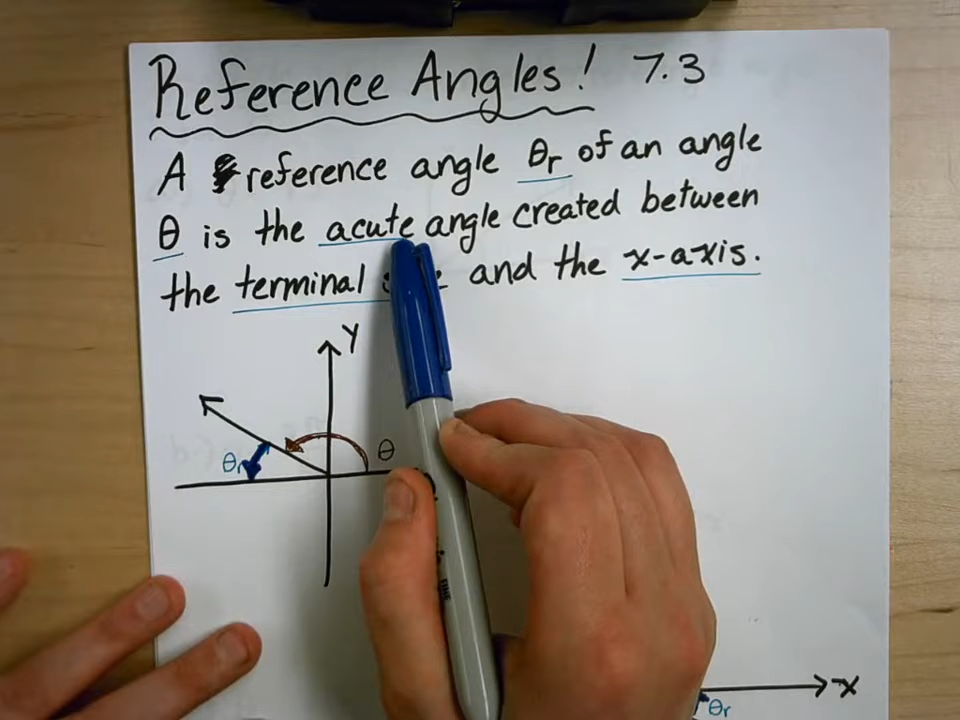 Reference Angles! 7.3
A reference angle θr of an angle
θ is the acute angle created between
the terminal and the x-axis.
Y
θ
θr
x
θr